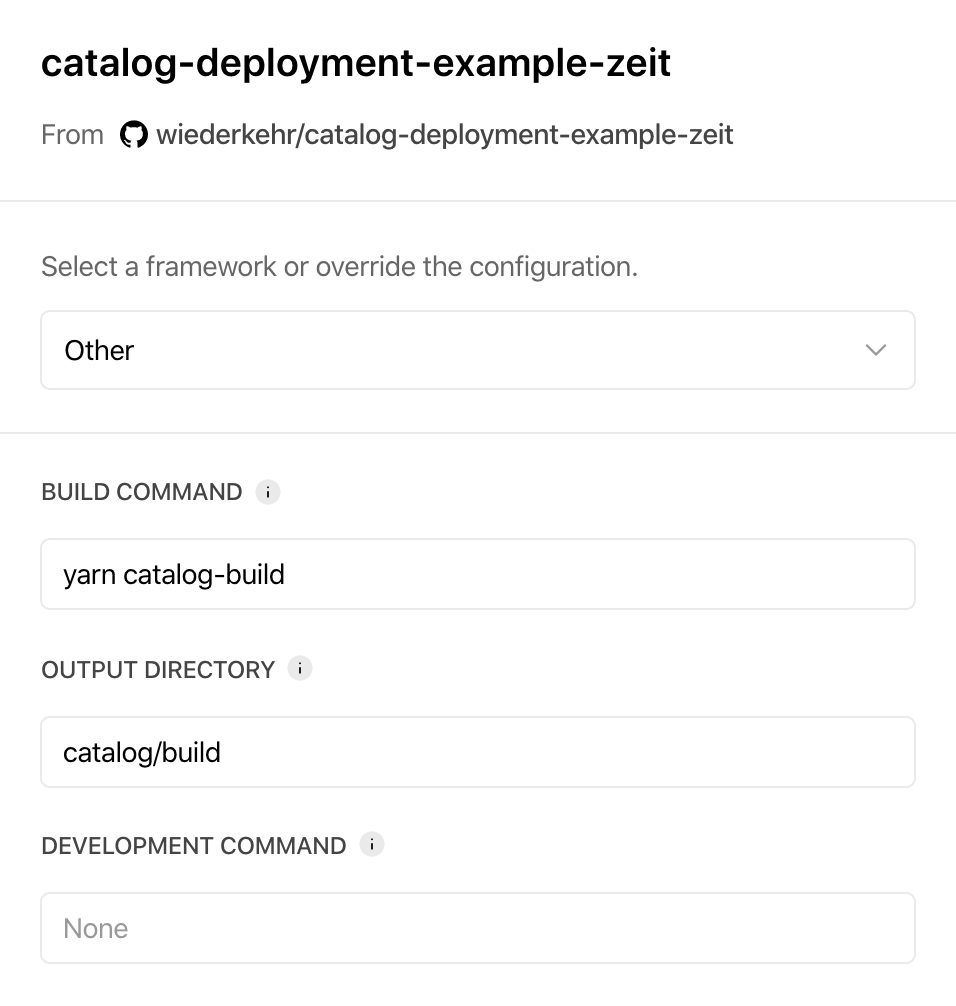 catalog-deployment-example-zeit
From wiederkehr/catalog-deployment-example-zeit
Select a framework or override the configuration.
Other
BUILD COMMAND i
yarn catalog-build
OUTPUT DIRECTORY i
catalog/build
DEVELOPMENT COMMAND i
None